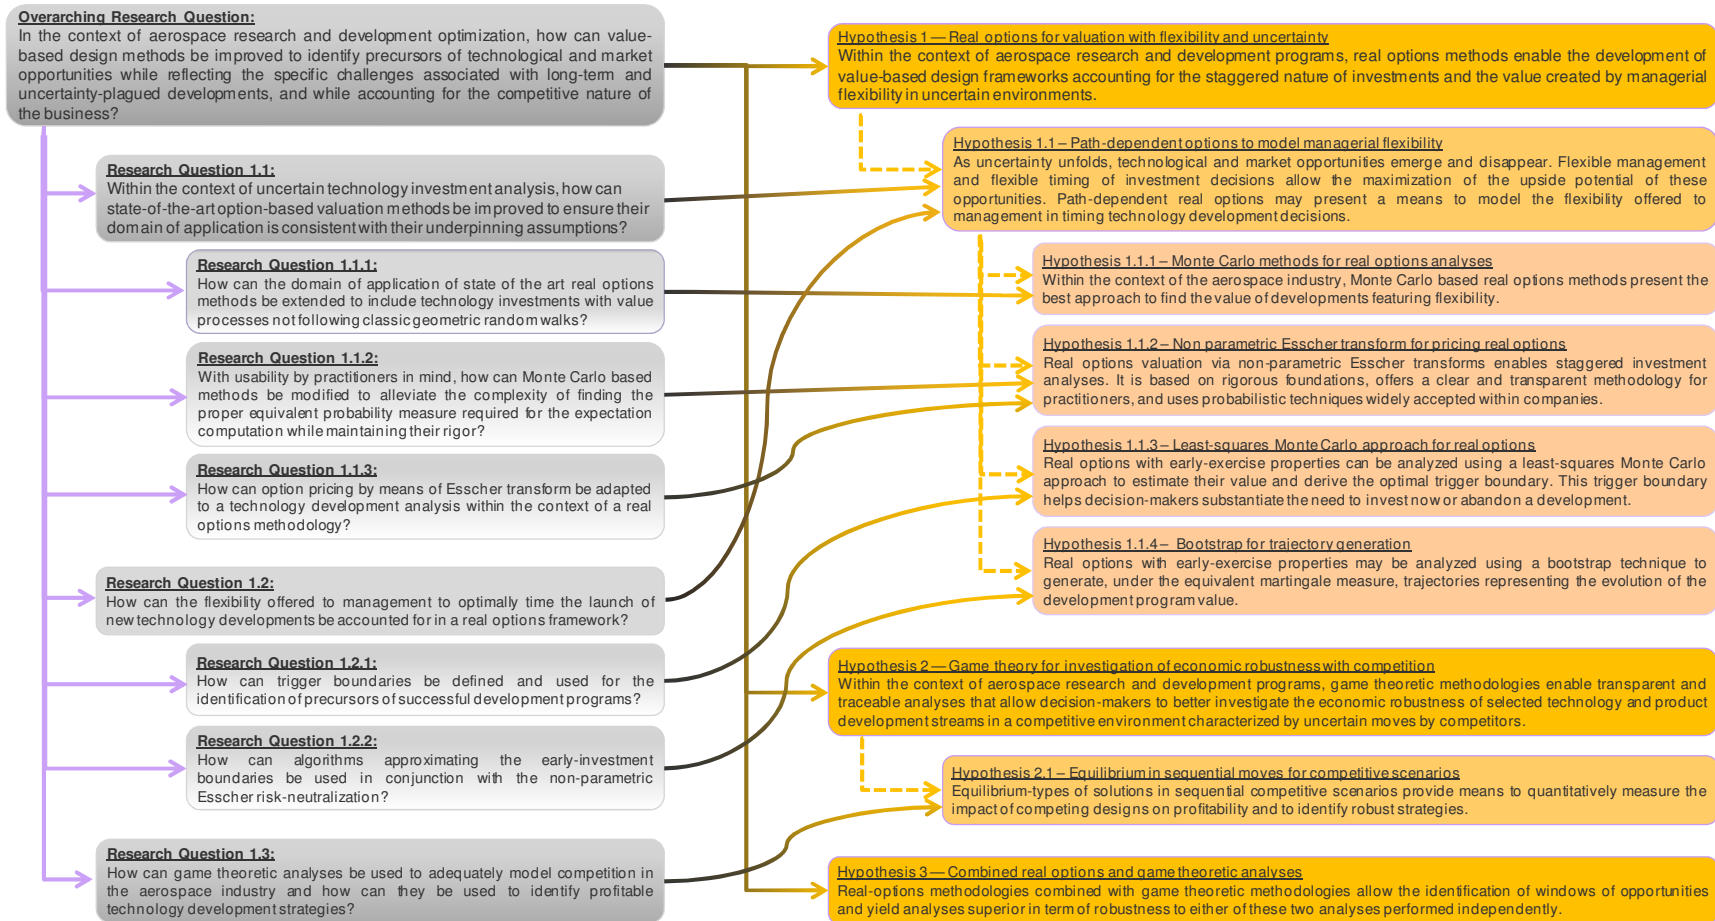 Overarching Research Question:
In the context of aerospace research and development optimization, how can value-
based design methods be improved to identify precursors of technological and market
opportunities while reflecting the specific challenges associated with long-term and
uncertainty-plagued developments, and while accounting for the competitive nature of
the business?
Research Question 1.1:
Within the context of uncertain technology investment analysis, how can
state-of-the-art option-based valuation methods be improved to ensure their
domain of application is consistent with their underpinning assumptions?
Research Question 1.1.1:
How can the domain of application of state of the art real options
methods be extended to include technology investments with value
processes not following classic geometric random walks?
Research Question 1.1.2:
With usability by practitioners in mind, how can Monte Carlo based
methods be modified to alleviate the complexity of finding the
proper equivalent probability measure required for the expectation
computation while maintaining their rigor?
Research Question 1.1.3:
How can option pricing by means of Esscher transform be adapted
to a technology development analysis within the context of a real
options methodology?
Research Question 1.2:
How can the flexibility offered to management to optimally time the launch of
new technology developments be accounted for in a real options framework?
Research Question 1.2.1:
How can trigger boundaries be defined and used for the
identification of precursors of successful development programs?
Research Question 1.2.2:
How can algorithms approximating the early-investment
boundaries be used in conjunction with the non-parametric
Esscher risk-neutralization?
Research Question 1.3:
How can game theoretic analyses be used to adequately model competition in
the aerospace industry and how can they be used to identify profitable
technology development strategies?
Hypothesis 1 — Real options for valuation with flexibility and uncertainty
Within the context of aerospace research and development programs, real options methods enable the development of
value-based design frameworks accounting for the staggered nature of investments and the value created by managerial
flexibility in uncertain environments.
Hypothesis 1.1 – Path-dependent options to model managerial flexibility
As uncertainty unfolds, technological and market opportunities emerge and disappear. Flexible management
and flexible timing of investment decisions allow the maximization of the upside potential of these
opportunities. Path-dependent real options may present a means to model the flexibility offered to
management in timing technology development decisions.
Hypothesis 1.1.1 – Monte Carlo methods for real options analyses
Within the context of the aerospace industry, Monte Carlo based real options methods present the
best approach to find the value of developments featuring flexibility.
Hypothesis 1.1.2 – Non parametric Esscher transform for pricing real options
Real options valuation via non-parametric Esscher transforms enables staggered investment
analyses. It is based on rigorous foundations, offers a clear and transparent methodology for
practitioners, and uses probabilistic techniques widely accepted within companies.
Hypothesis 1.1.3 – Least-squares Monte Carlo approach for real options
Real options with early-exercise properties can be analyzed using a least-squares Monte Carlo
approach to estimate their value and derive the optimal trigger boundary. This trigger boundary
helps decision-makers substantiate the need to invest now or abandon a development.
Hypothesis 1.1.4 – Bootstrap for trajectory generation
Real options with early-exercise properties may be analyzed using a bootstrap technique to
generate, under the equivalent martingale measure, trajectories representing the evolution of the
development program value.
Hypothesis 2 — Game theory for investigation of economic robustness with competition
Within the context of aerospace research and development programs, game theoretic methodologies enable transparent and
traceable analyses that allow decision-makers to better investigate the economic robustness of selected technology and product
development streams in a competitive environment characterized by uncertain moves by competitors.
Hypothesis 2.1 – Equilibrium in sequential moves for competitive scenarios
Equilibrium-types of solutions in sequential competitive scenarios provide means to quantitatively measure the
impact of competing designs on profitability and to identify robust strategies.
Hypothesis 3 — Combined real options and game theoretic analyses
Real-options methodologies combined with game theoretic methodologies allow the identification of windows of opportunities
and yield analyses superior in term of robustness to either of these two analyses performed independently.